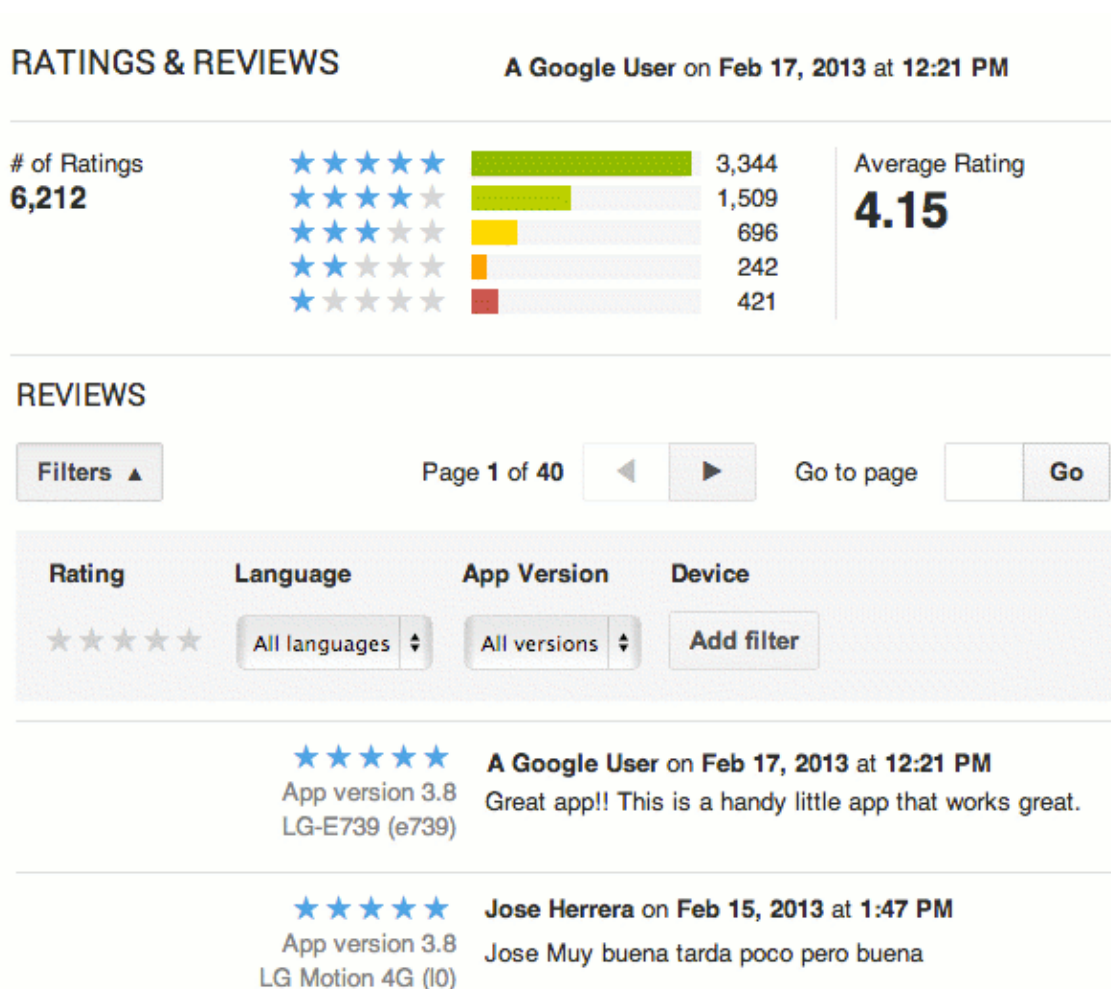 RATINGS & REVIEWS
A Google User on Feb 17, 2013 at 12:21 PM
# of Ratings
6,212
3,344
1,509
696
242
421
Average Rating
4.15
REVIEWS
Filters ▲
Page 1 of 40
Go to page
Go
Rating
Language
App Version
Device
All languages
All versions
Add filter
App version 3.8
LG-E739 (e739)
A Google User on Feb 17, 2013 at 12:21 PM
Great app!! This is a handy little app that works great.
App version 3.8
LG Motion 4G (l0)
Jose Herrera on Feb 15, 2013 at 1:47 PM
Jose Muy buena tarda poco pero buena